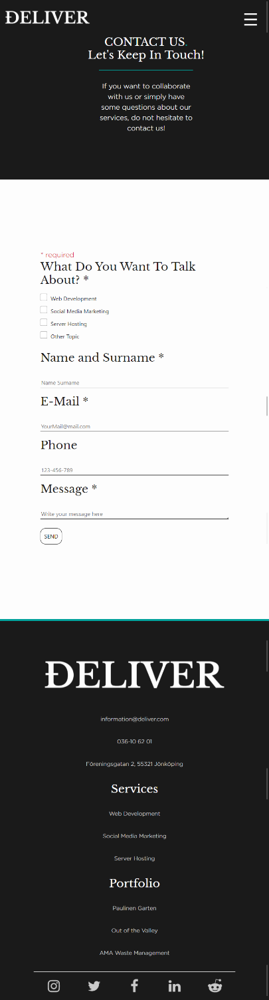 ĐELIVER
CONTACT US.
Let's Keep In Touch!
If you want to collaborate
with us or simply have
some questions about our
services, do not hesitate to
contact us!
* required
What Do You Want To Talk
About? *
Web Development
Social Media Marketing
Server Hosting
Other Topic
Name and Surname *
Name Surname
E-Mail *
YourMail@mail.com
Phone
123-456-789
Message *
Write your message here
SEND
ĐELIVER
information@deliver.com
036-10 62 01
Föreningsgatan 2, 55321 Jönköping
Services
Web Development
Social Media Marketing
Server Hosting
Portfolio
Paulinen Garten
Out of the Valley
AMA Waste Management